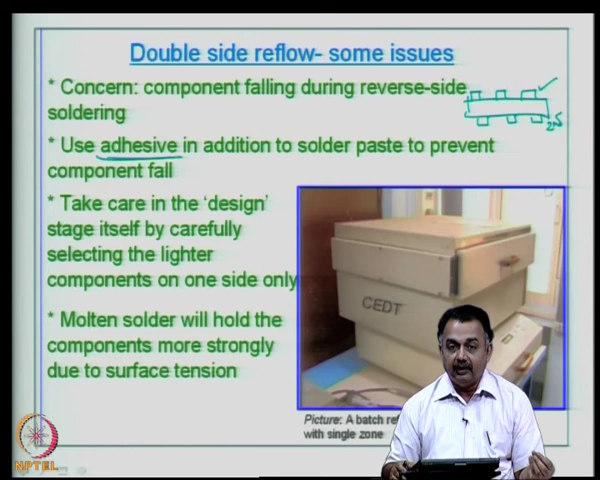 Double side reflow- some issues
* Concern: component falling during reverse-side
soldering
* Use adhesive in addition to solder paste to prevent
component fall
2S
* Take care in the 'design'
stage itself by carefully
selecting the lighter
components on one side only
* Molten solder will hold the
components more strongly
due to surface tension
CEDT
Picture: A batch
with single zone
NPTEL